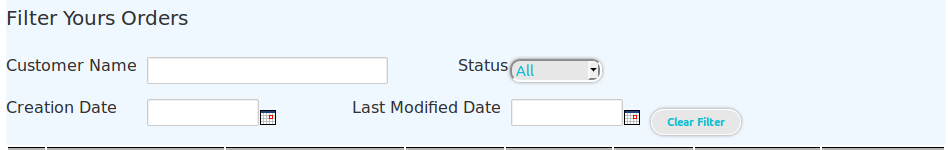 Filter Yours Orders
Customer Name Status All
Creation Date Last Modified Date Clear Filter